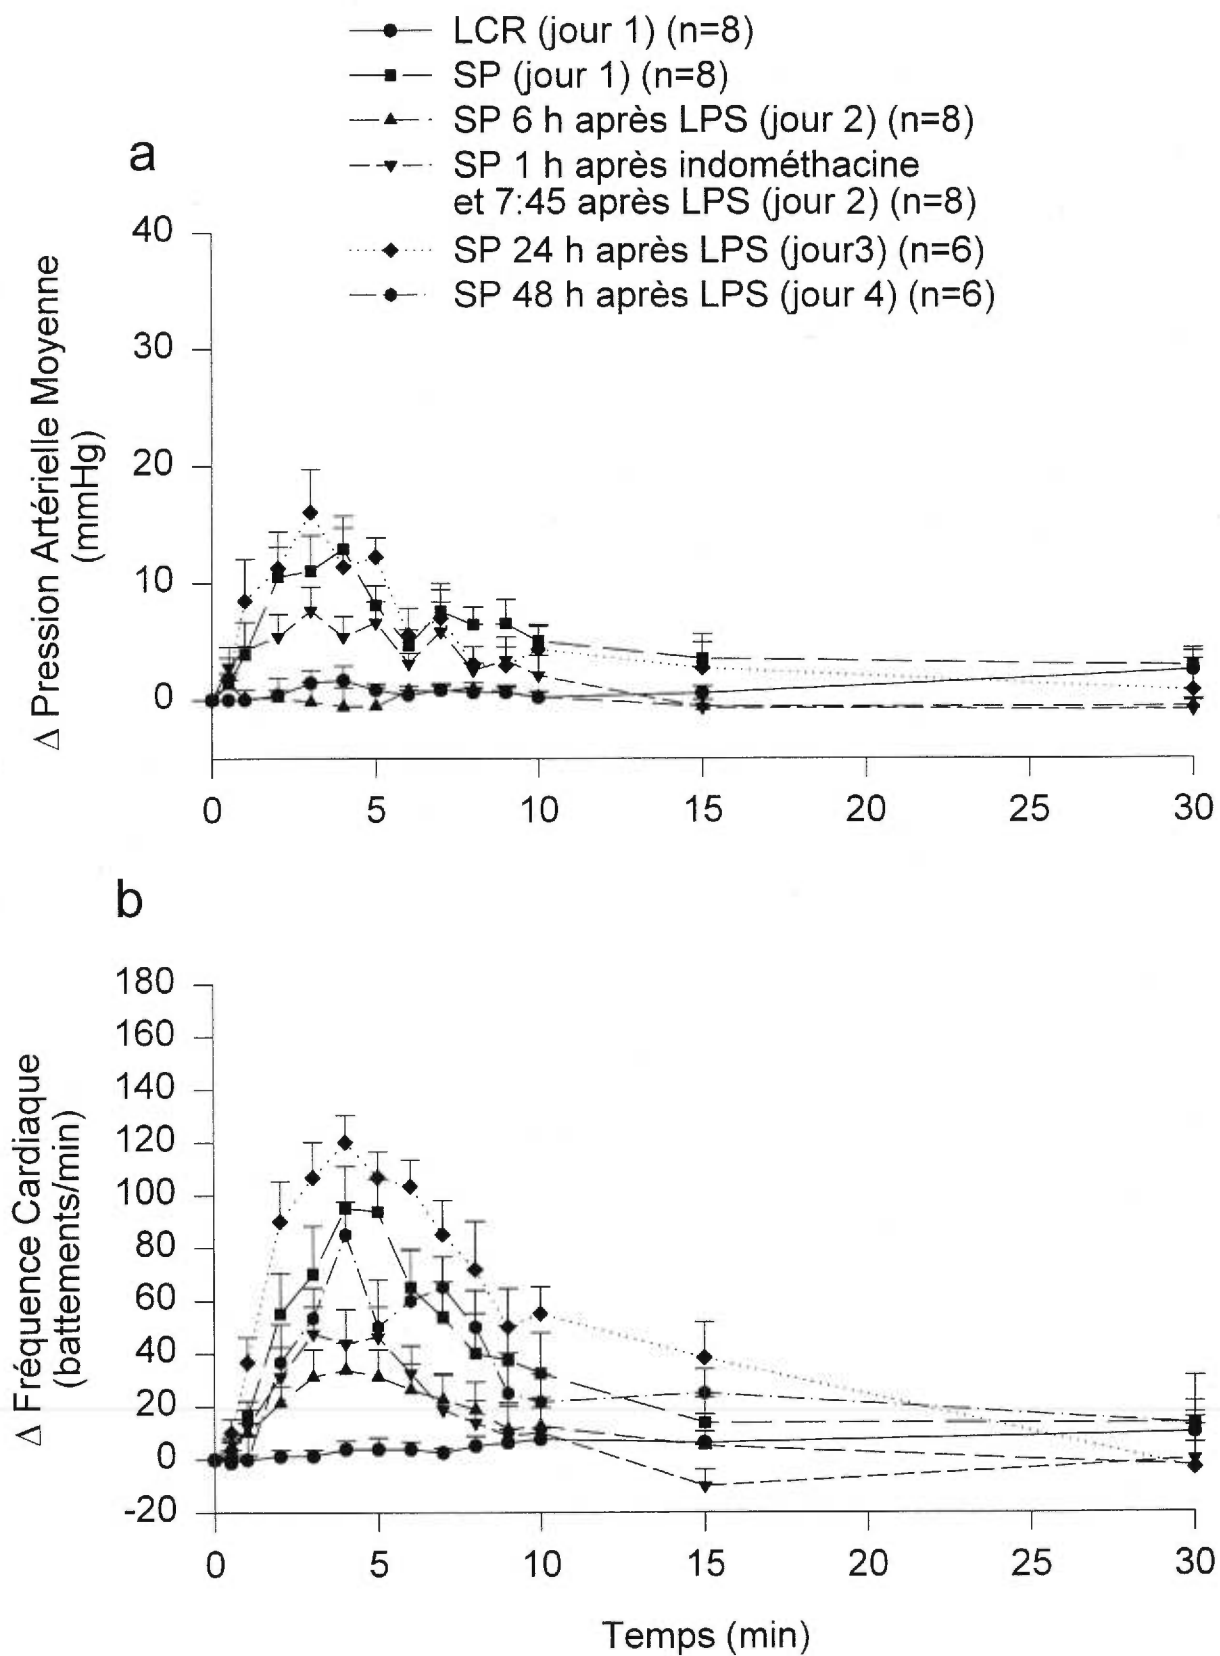 LCR (jour 1) (n=8)
SP (jour 1) (n=8)
SP 6 h après LPS (jour 2) (n=8)
SP 1 h après indométhacine
et 7:45 après LPS (jour 2) (n=8)
SP 24 h après LPS (jour3) (n=6)
SP 48 h après LPS (jour 4) (n=6)
a
Δ Pression Artérielle Moyenne
(mmHg)
40
30
20
10
0
0 5 10 15 20 25 30
b
Δ Fréquence Cardiaque
(battements/min)
180
160
140
120
100
80
60
40
20
0
-20
0 5 10 15 20 25 30
Temps (min)